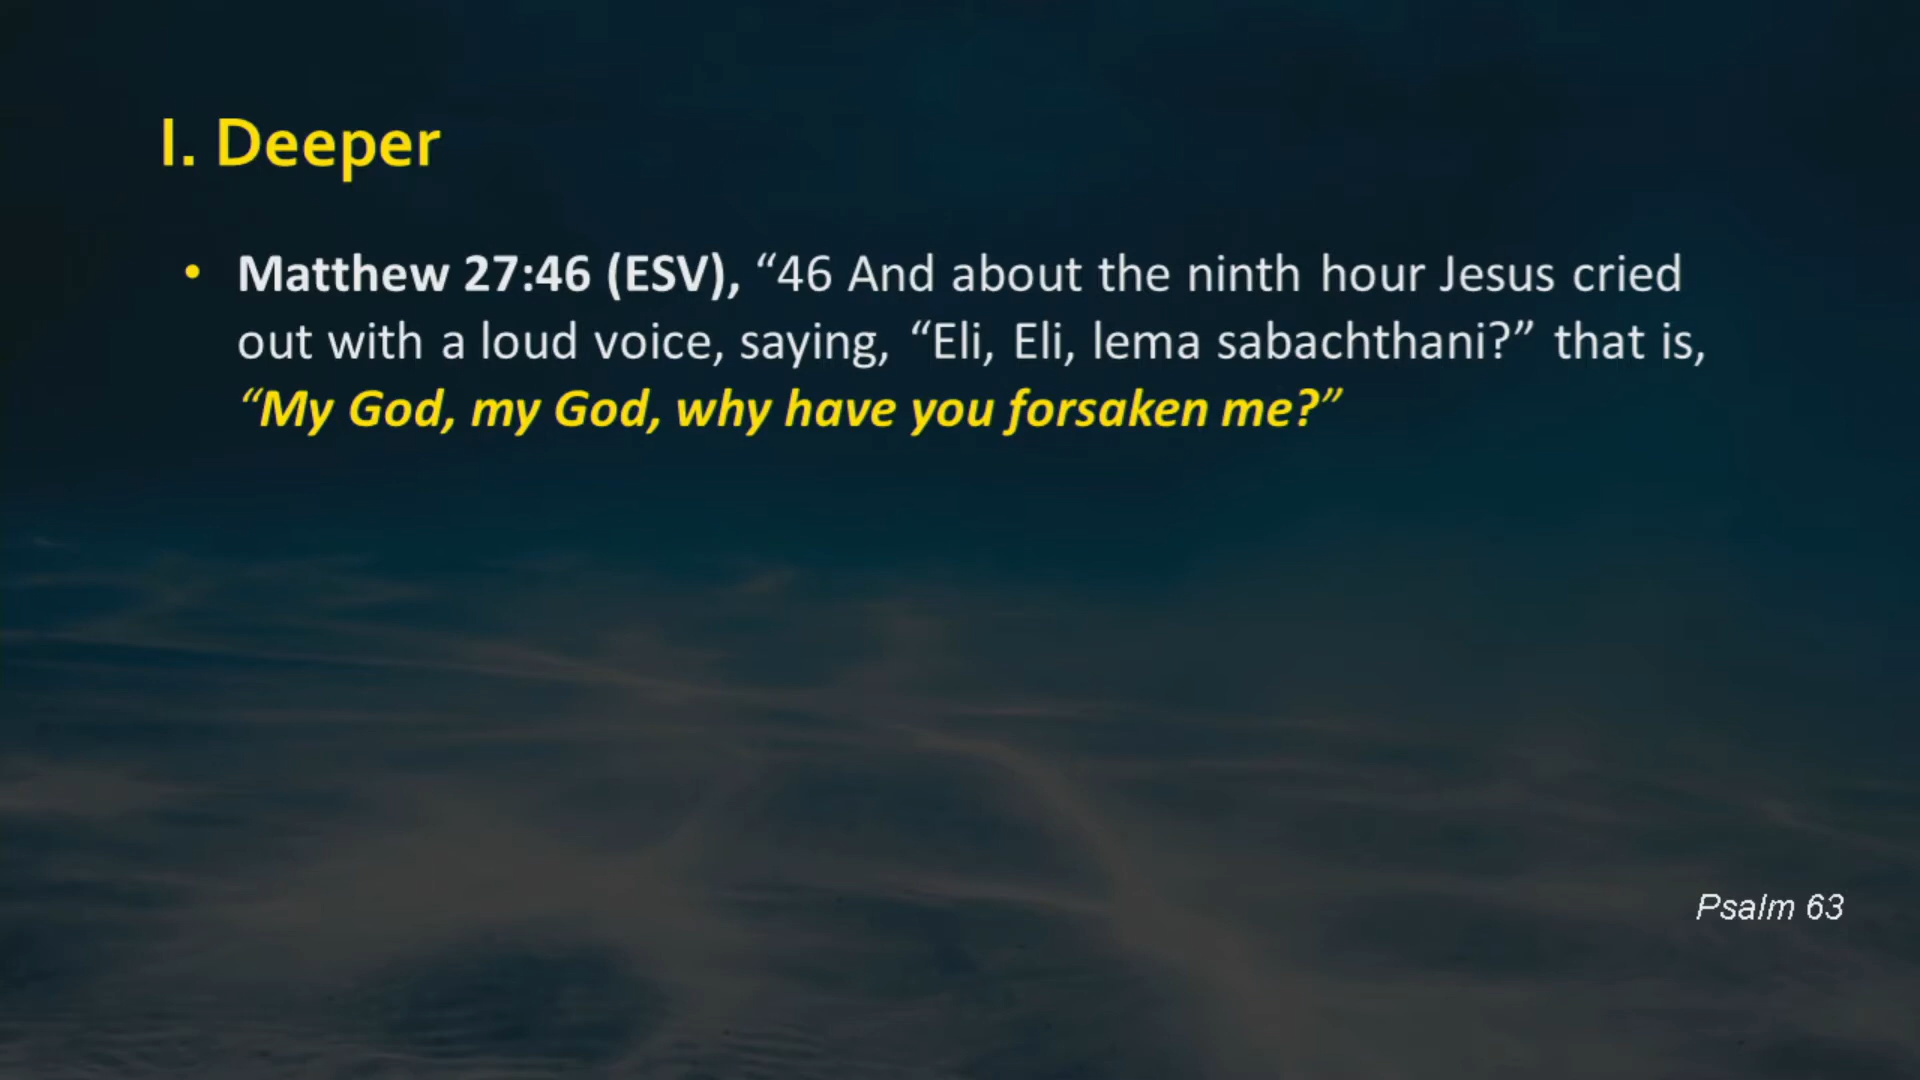 I. Deeper
• Matthew 27:46 (ESV), “46 And about the ninth hour Jesus cried
out with a loud voice, saying, “Eli, Eli, lema sabachthani?” that is,
“My God, my God, why have you forsaken me?”
Psalm 63